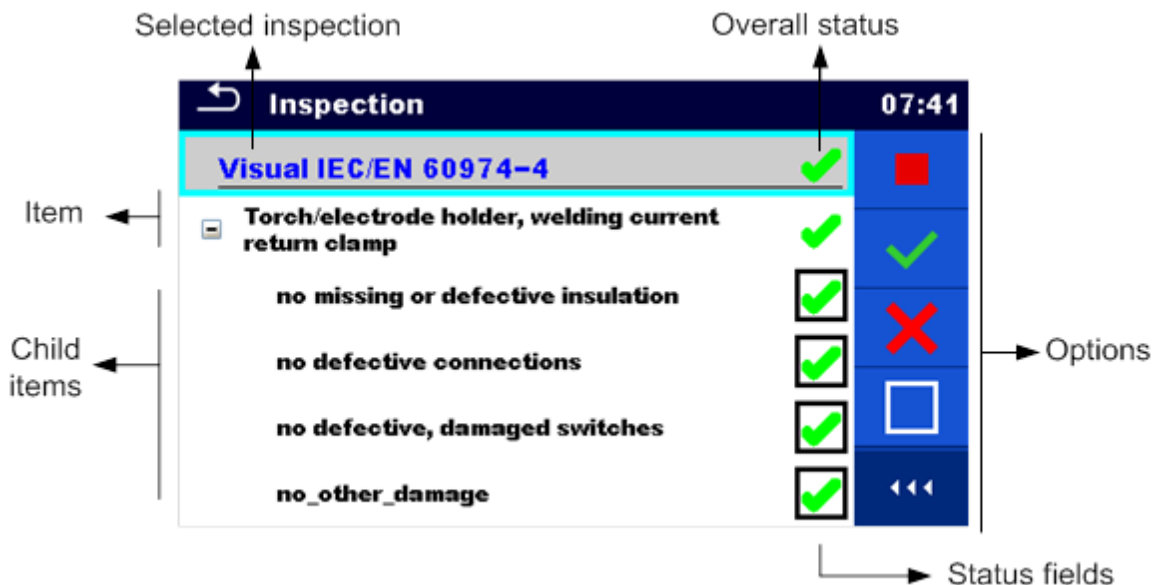 Selected inspection
Overall status
Inspection
07:41
Visual IEC/EN 60974-4
Item
Torch/electrode holder, welding current
return clamp
no missing or defective insulation
Child
items
no defective connections
Options
no defective, damaged switches
no_other_damage
Status fields